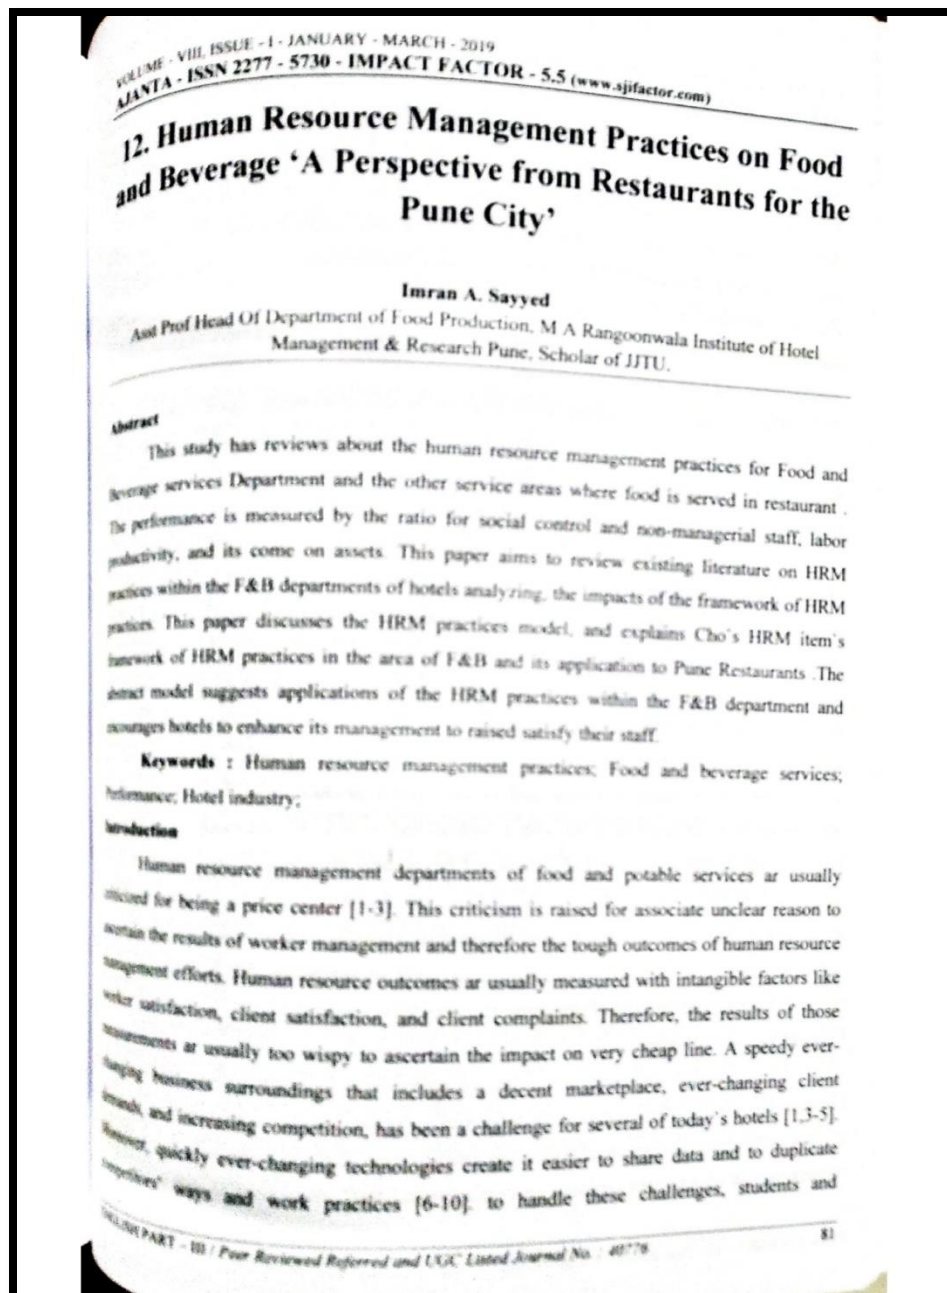 VOLUME - VIII, ISSUE - I - JANUARY - MARCH - 2019
AJANTA - ISSN 2277 - 5730 - IMPACT FACTOR - 5.5 (www.sjifactor.com)
12. Human Resource Management Practices on Food
and Beverage ‘A Perspective from Restaurants for the
Pune City’
Imran A. Sayyed
Asst Prof Head Of Department of Food Production, M A Rangoonwala Institute of Hotel
Management & Research Pune, Scholar of JJTU.
Abstract
This study has reviews about the human resource management practices for Food and
Beverage services Department and the other service areas where food is served in restaurant .
The performance is measured by the ratio for social control and non-managerial staff, labor
productivity, and its come on assets. This paper aims to review existing literature on HRM
practices within the F&B departments of hotels analyzing, the impacts of the framework of HRM
practices. This paper discusses the HRM practices model, and explains Cho's HRM item's
framework of HRM practices in the area of F&B and its application to Pune Restaurants .The
abstract model suggests applications of the HRM practices within the F&B department and
encourages hotels to enhance its management to raised satisfy their staff.
Keywords : Human resource management practices; Food and beverage services;
Performance; Hotel industry;
Introduction
Human resource management departments of food and potable services ar usually
for being a price center [1-3]. This criticism is raised for associate unclear reason to
the results of worker management and therefore the tough outcomes of human resource
management efforts. Human resource outcomes ar usually measured with intangible factors like
worker satisfaction, client satisfaction, and client complaints. Therefore, the results of those
measurements ar usually too wispy to ascertain the impact on very cheap line. A speedy ever-
changing business surroundings that includes a decent marketplace, ever-changing client
demands, and increasing competition, has been a challenge for several of today's hotels [1,3-5].
However, quickly ever-changing technologies create it easier to share data and to duplicate
ways and work practices [6-10]. to handle these challenges, students and
ENGLISH PART - III / Peer Reviewed Referred and UGC Listed Journal No. : 40776
81